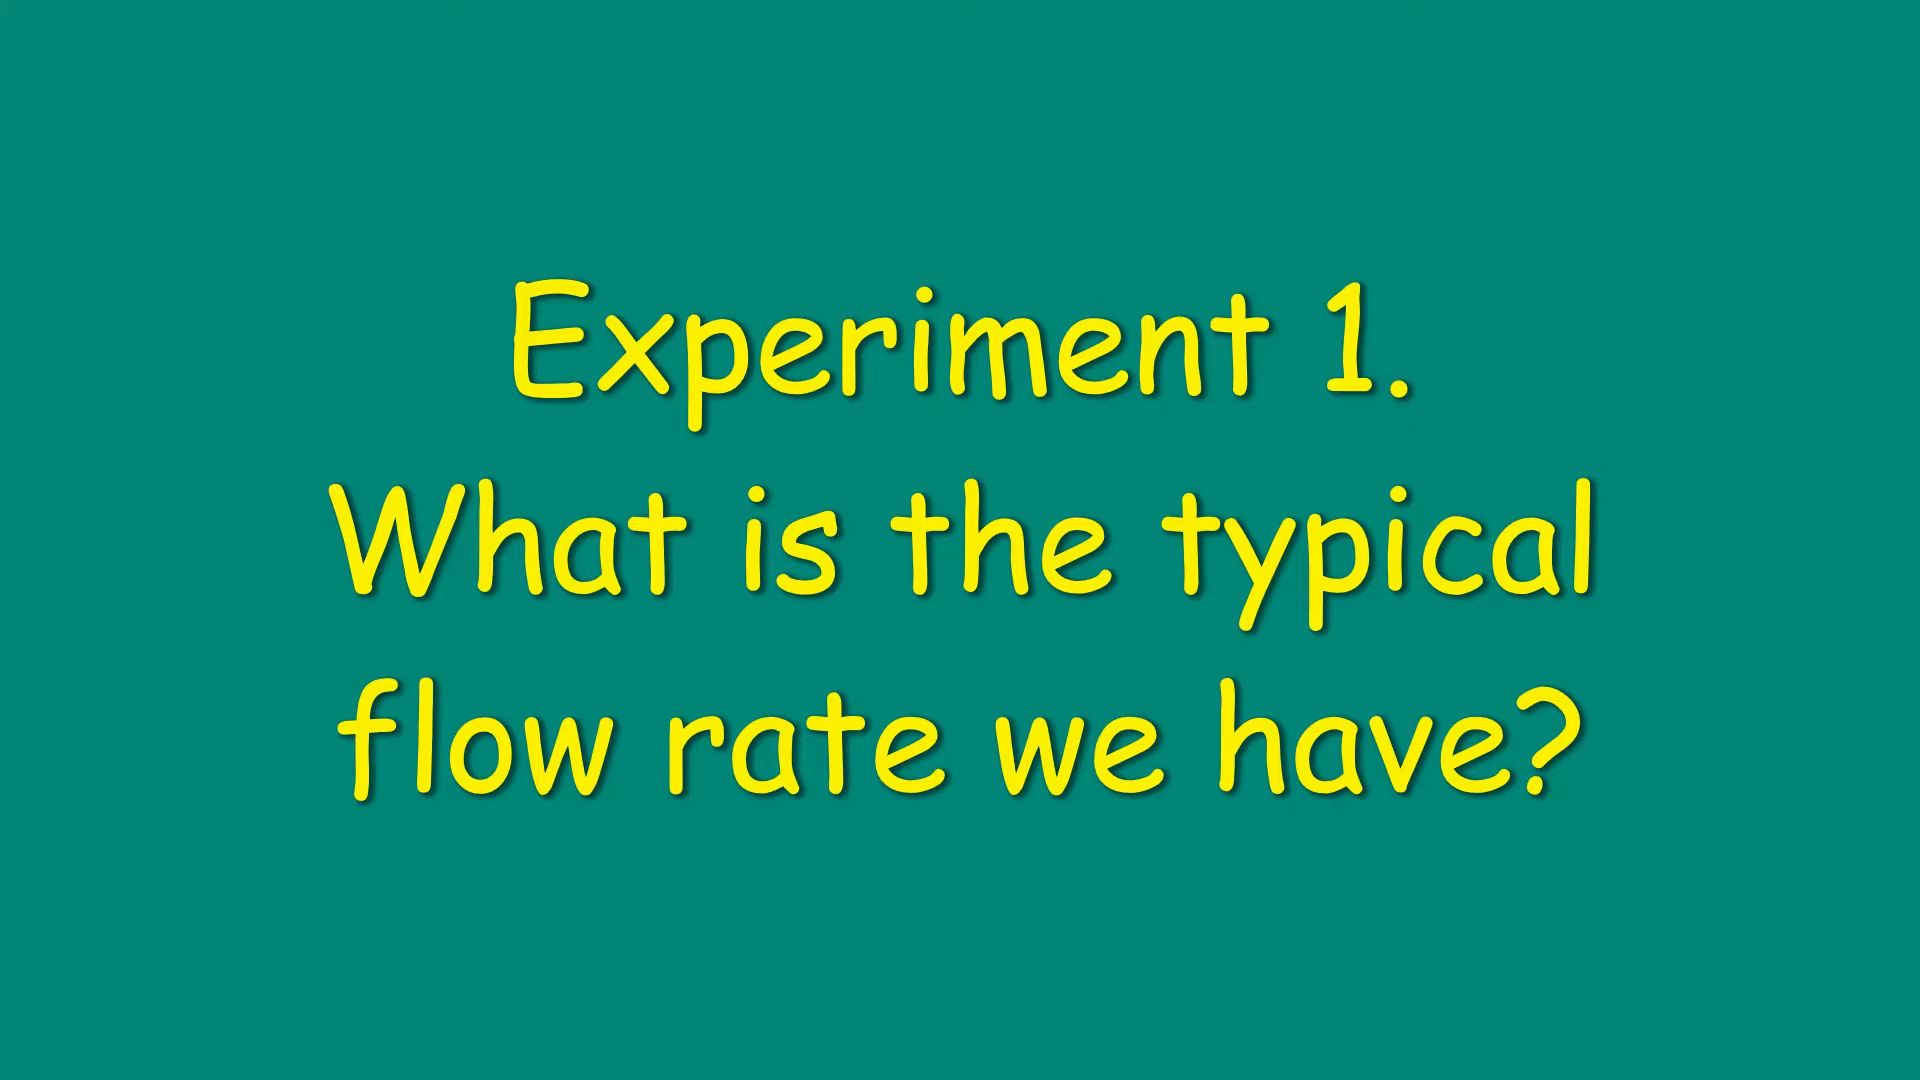 Experiment 1.
What is the typical
flow rate we have?